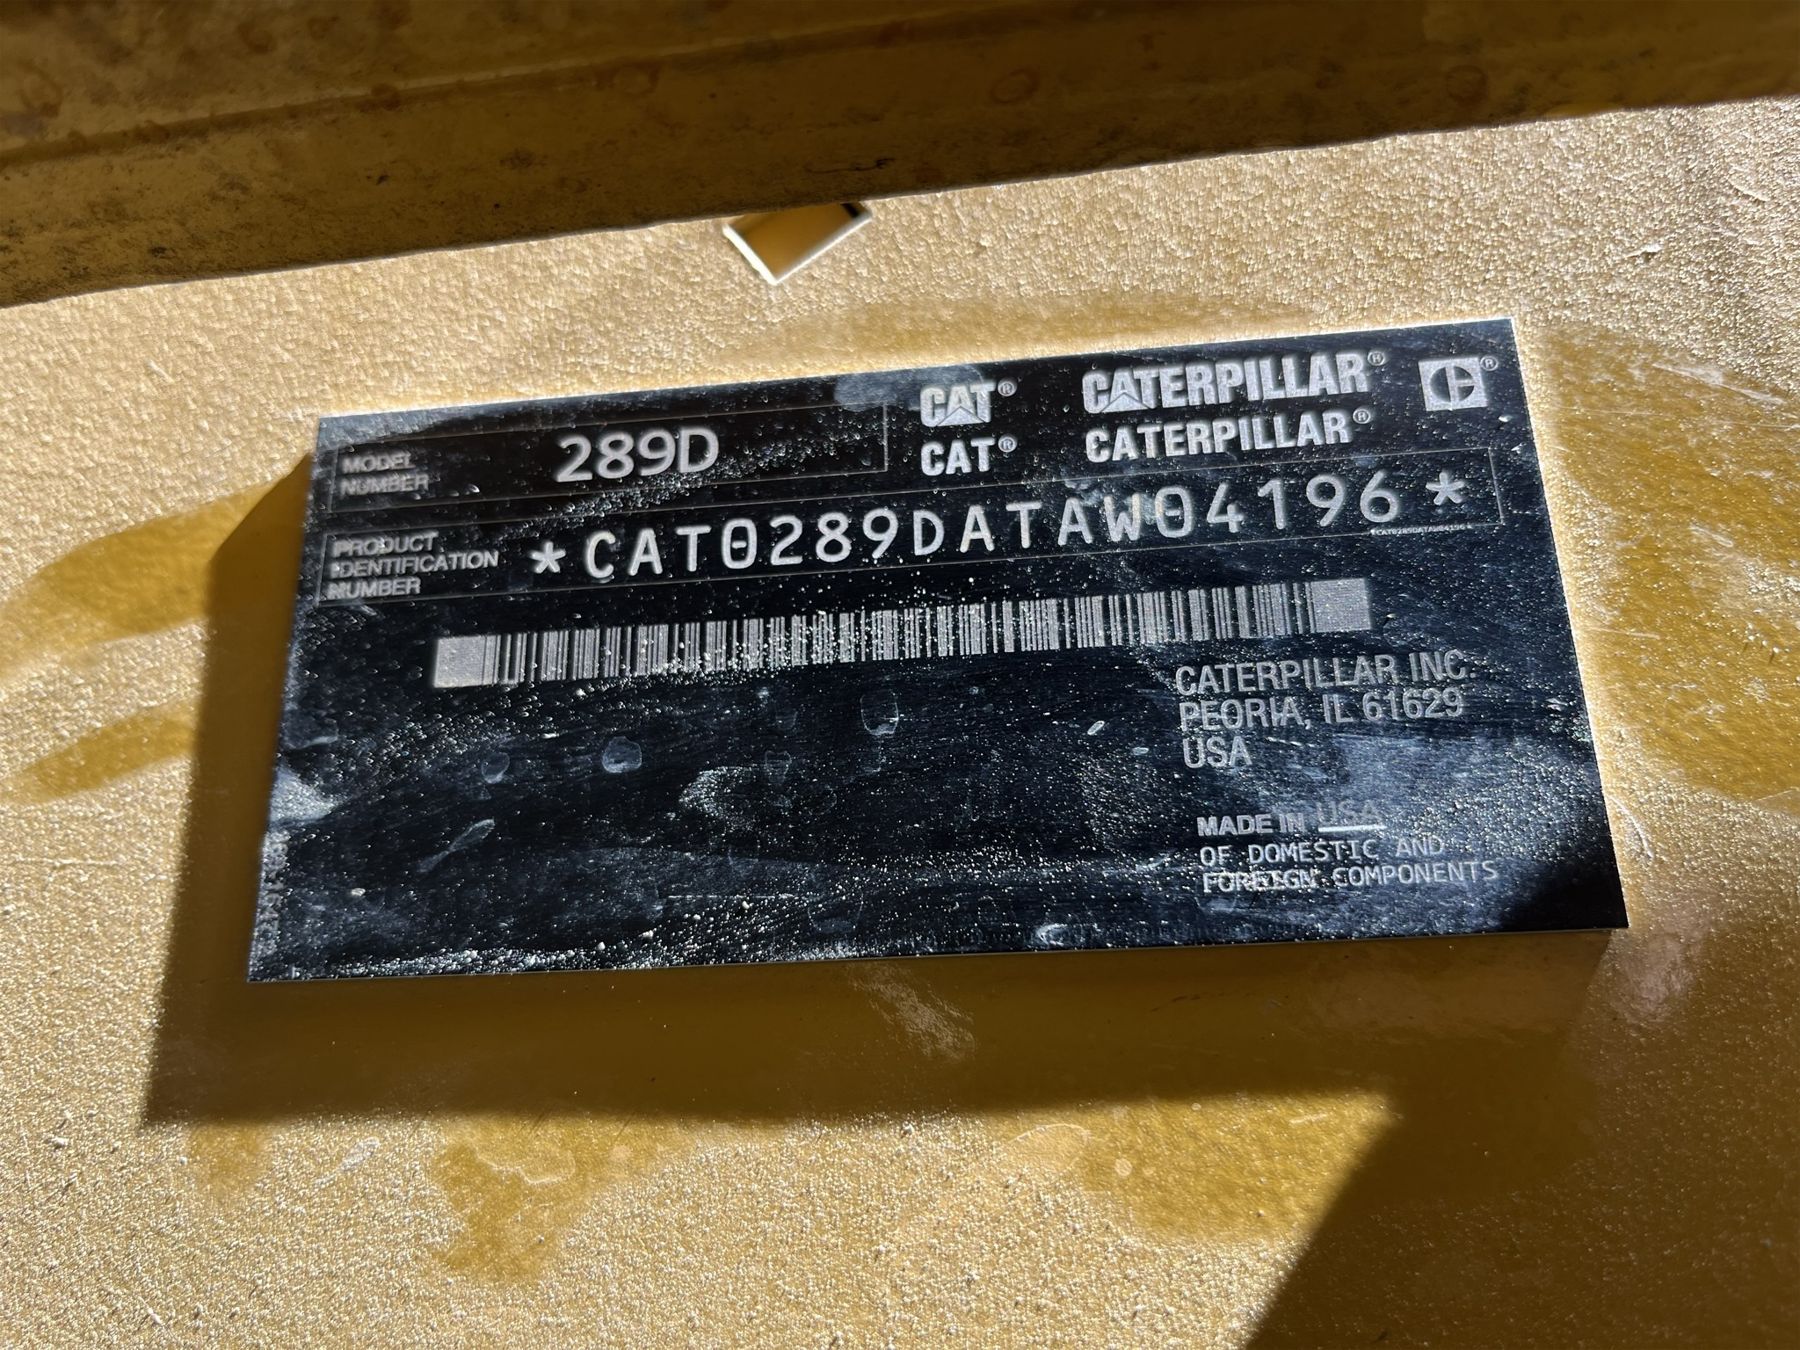 MODEL NUMBER 289D
CAT® CATERPILLAR® C®
CAT® CATERPILLAR®
PRODUCT IDENTIFICATION NUMBER *CAT0289DATAW04196*
*CAT0289DATAW04196*
CATERPILLAR INC.
PEORIA, IL 61629
USA
MADE IN USA
OF DOMESTIC AND
FOREIGN COMPONENTS